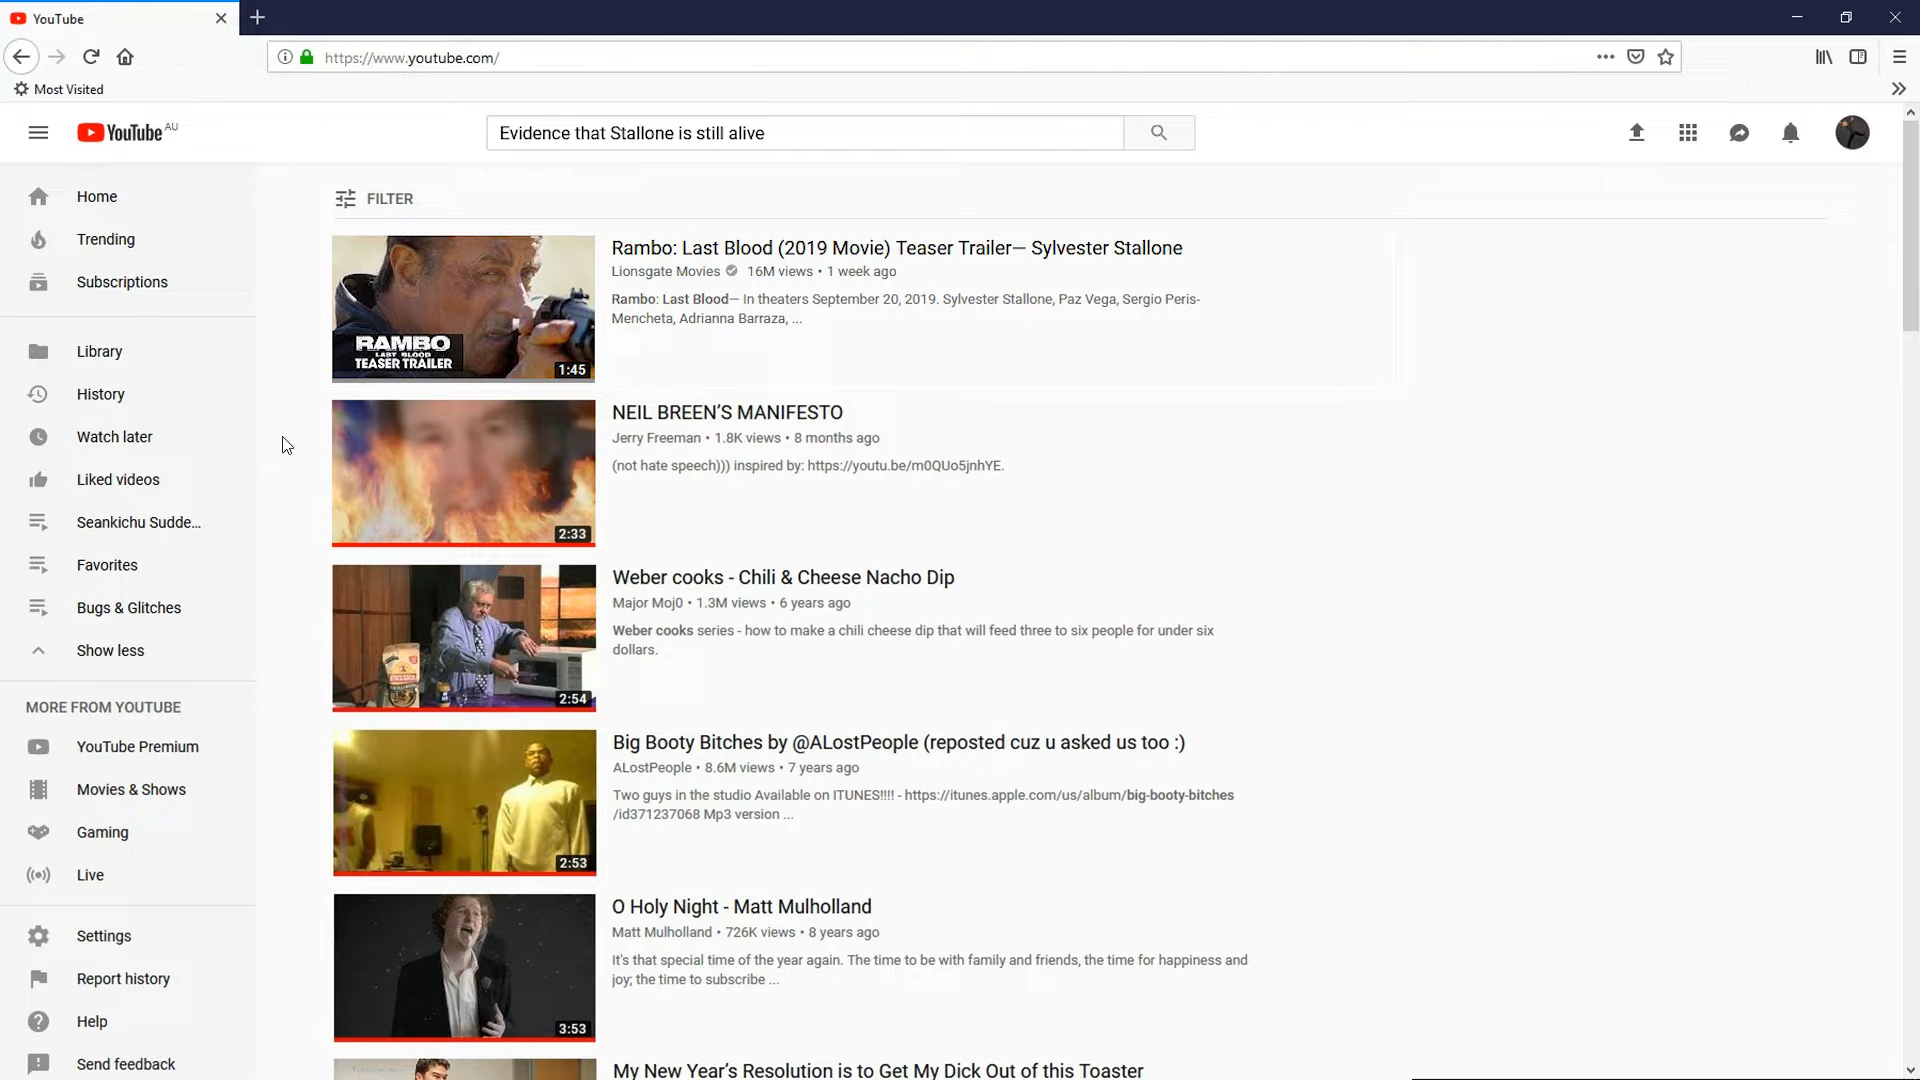 YouTube
https://www.youtube.com/
Most Visited
YouTube AU
Evidence that Stallone is still alive
Home
Trending
Subscriptions
Library
History
Watch later
Liked videos
Seankichu Sudde...
Favorites
Bugs & Glitches
Show less
MORE FROM YOUTUBE
YouTube Premium
Movies & Shows
Gaming
Live
Settings
Report history
Help
Send feedback
FILTER
RAMBO
LAST BLOOD
TEASER TRAILER
1:45
Rambo: Last Blood (2019 Movie) Teaser Trailer— Sylvester Stallone
Lionsgate Movies 16M views • 1 week ago
Rambo: Last Blood— In theaters September 20, 2019. Sylvester Stallone, Paz Vega, Sergio Peris-
Mencheta, Adrianna Barraza, ...
2:33
NEIL BREEN'S MANIFESTO
Jerry Freeman • 1.8K views • 8 months ago
(not hate speech))) inspired by: https://youtu.be/m0QUo5jnhYE.
MISSION
2:54
Weber cooks - Chili & Cheese Nacho Dip
Major Moj0 • 1.3M views • 6 years ago
Weber cooks series - how to make a chili cheese dip that will feed three to six people for under six
dollars.
2:53
Big Booty Bitches by @ALostPeople (reposted cuz u asked us too :)
ALostPeople • 8.6M views • 7 years ago
Two guys in the studio Available on ITUNES!!!! - https://itunes.apple.com/us/album/big-booty-bitches
/id371237068 Mp3 version ...
3:53
O Holy Night - Matt Mulholland
Matt Mulholland • 726K views • 8 years ago
It's that special time of the year again. The time to be with family and friends, the time for happiness and
joy; the time to subscribe ...
My New Year's Resolution is to Get My Dick Out of this Toaster